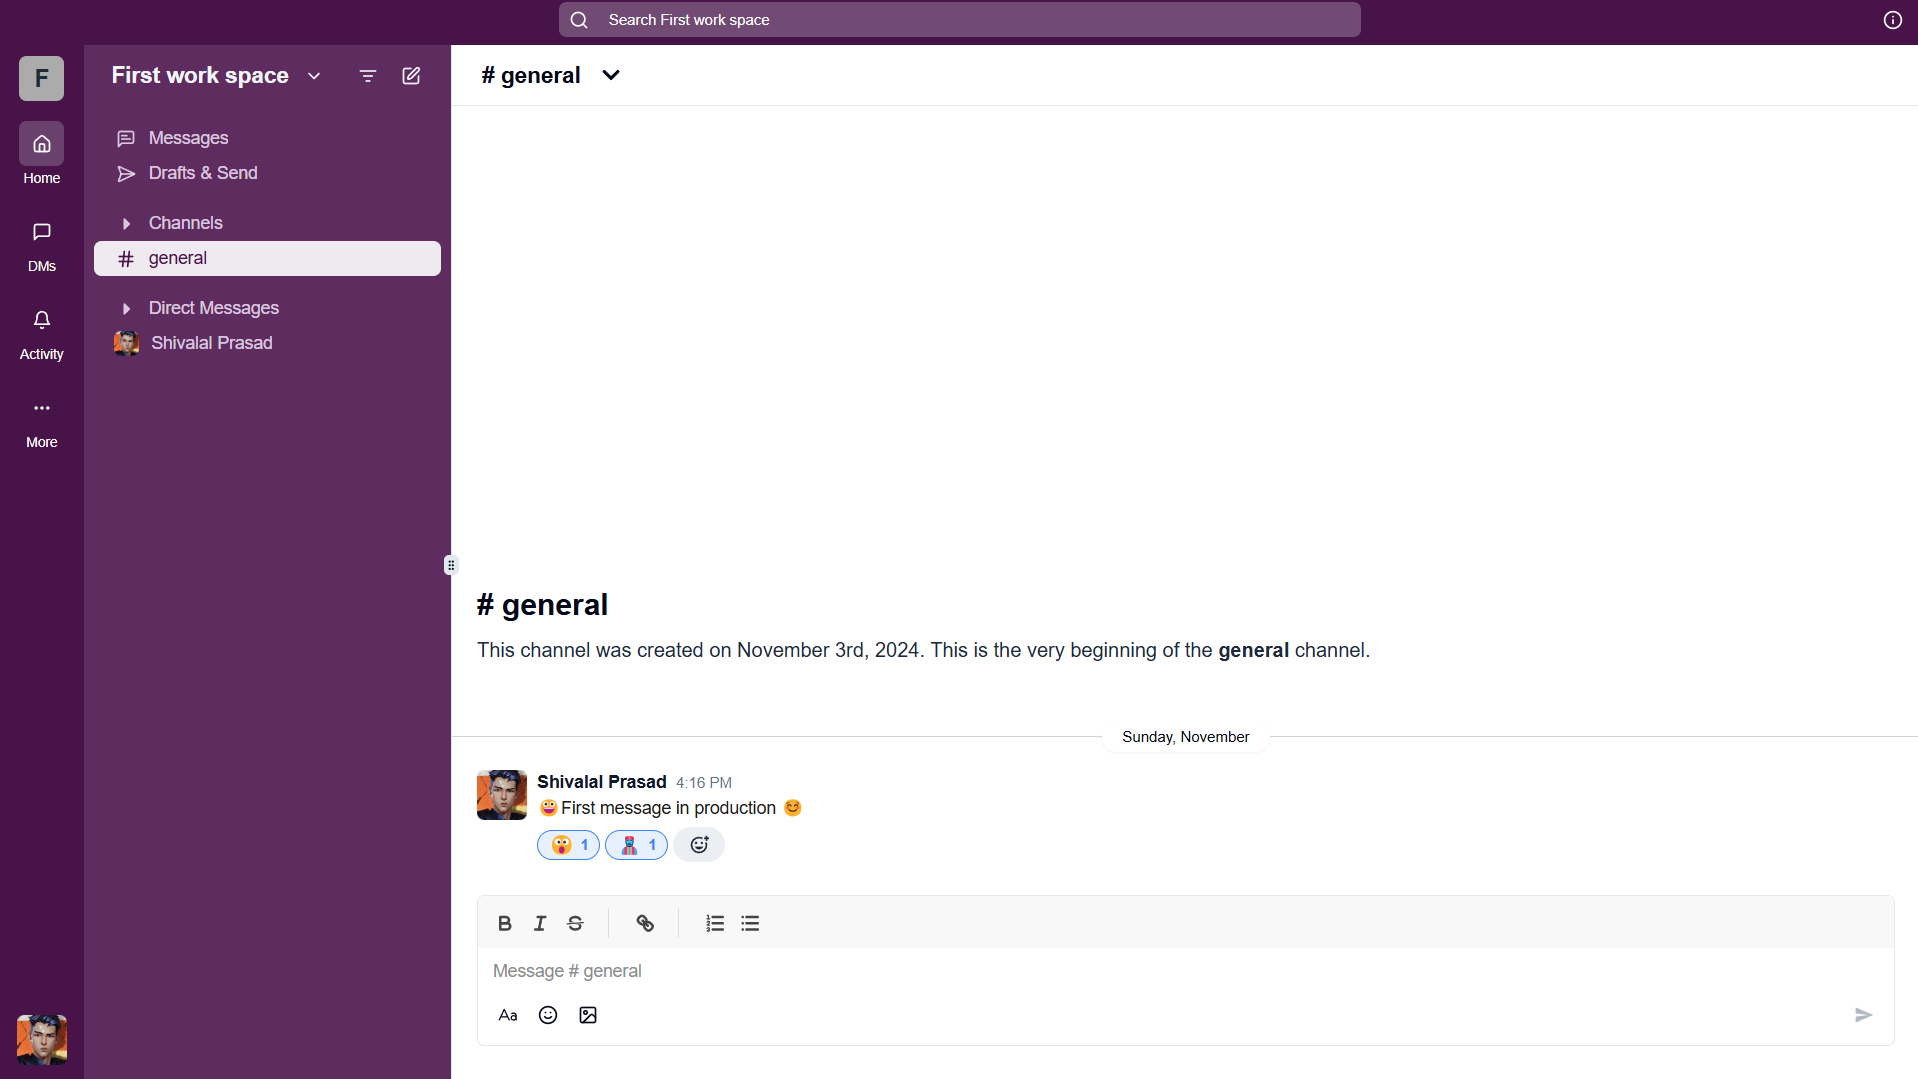 Search First work space
F
First work space
# general
Home
DMs
Activity
More
Messages
Drafts & Send
Channels
general
Direct Messages
Shivalal Prasad
# general
This channel was created on November 3rd, 2024. This is the very beginning of the general channel.
Sunday, November
Shivalal Prasad 4:16 PM
😀First message in production 😊
😲 1 1
Message # general
Aa